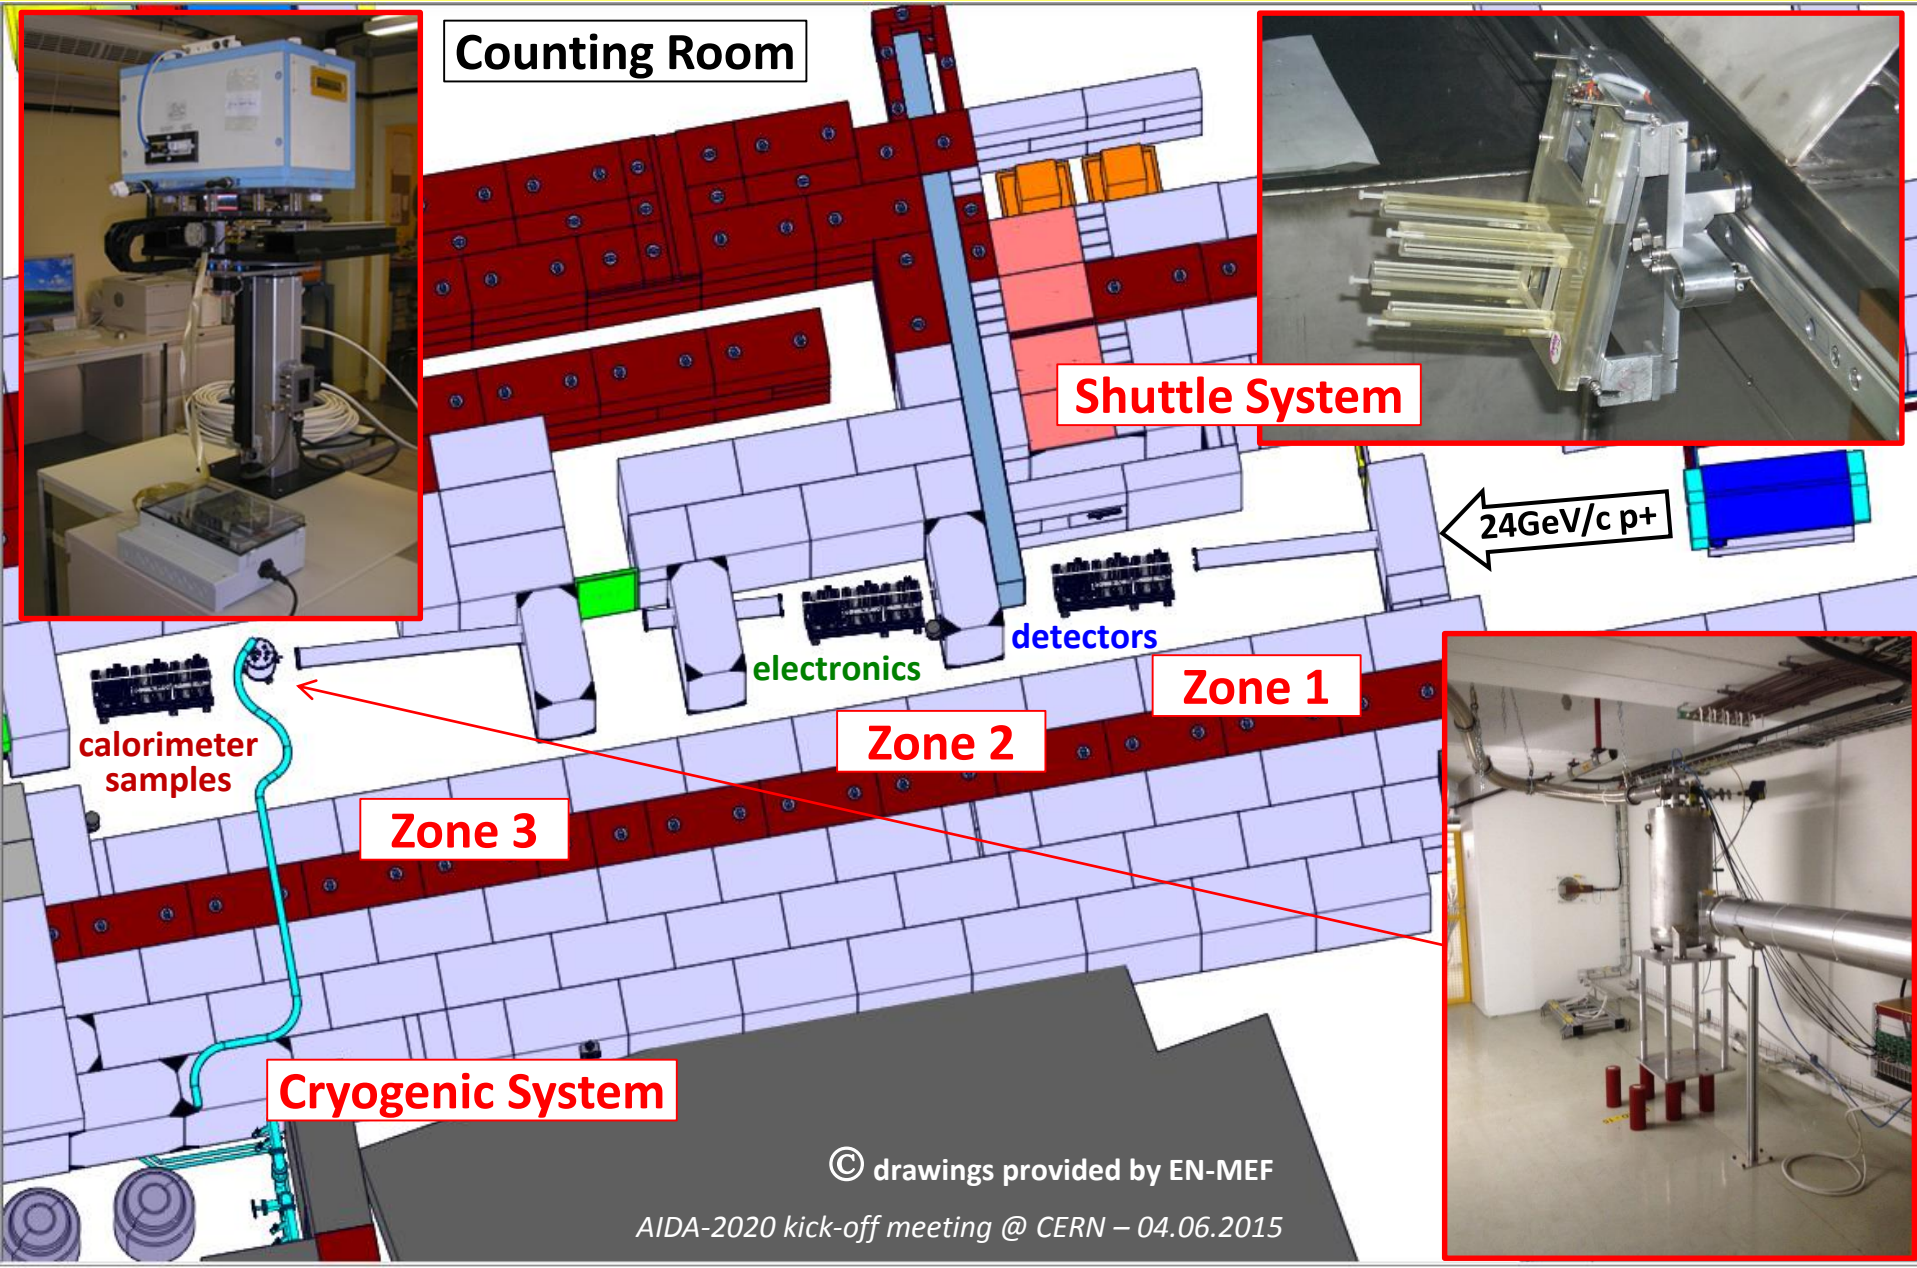 Counting Room
Shuttle System
24GeV/c p+
detectors
electronics
Zone 1
Zone 2
calorimeter
samples
Zone 3
Cryogenic System
© drawings provided by EN-MEF
AIDA-2020 kick-off meeting @ CERN – 04.06.2015